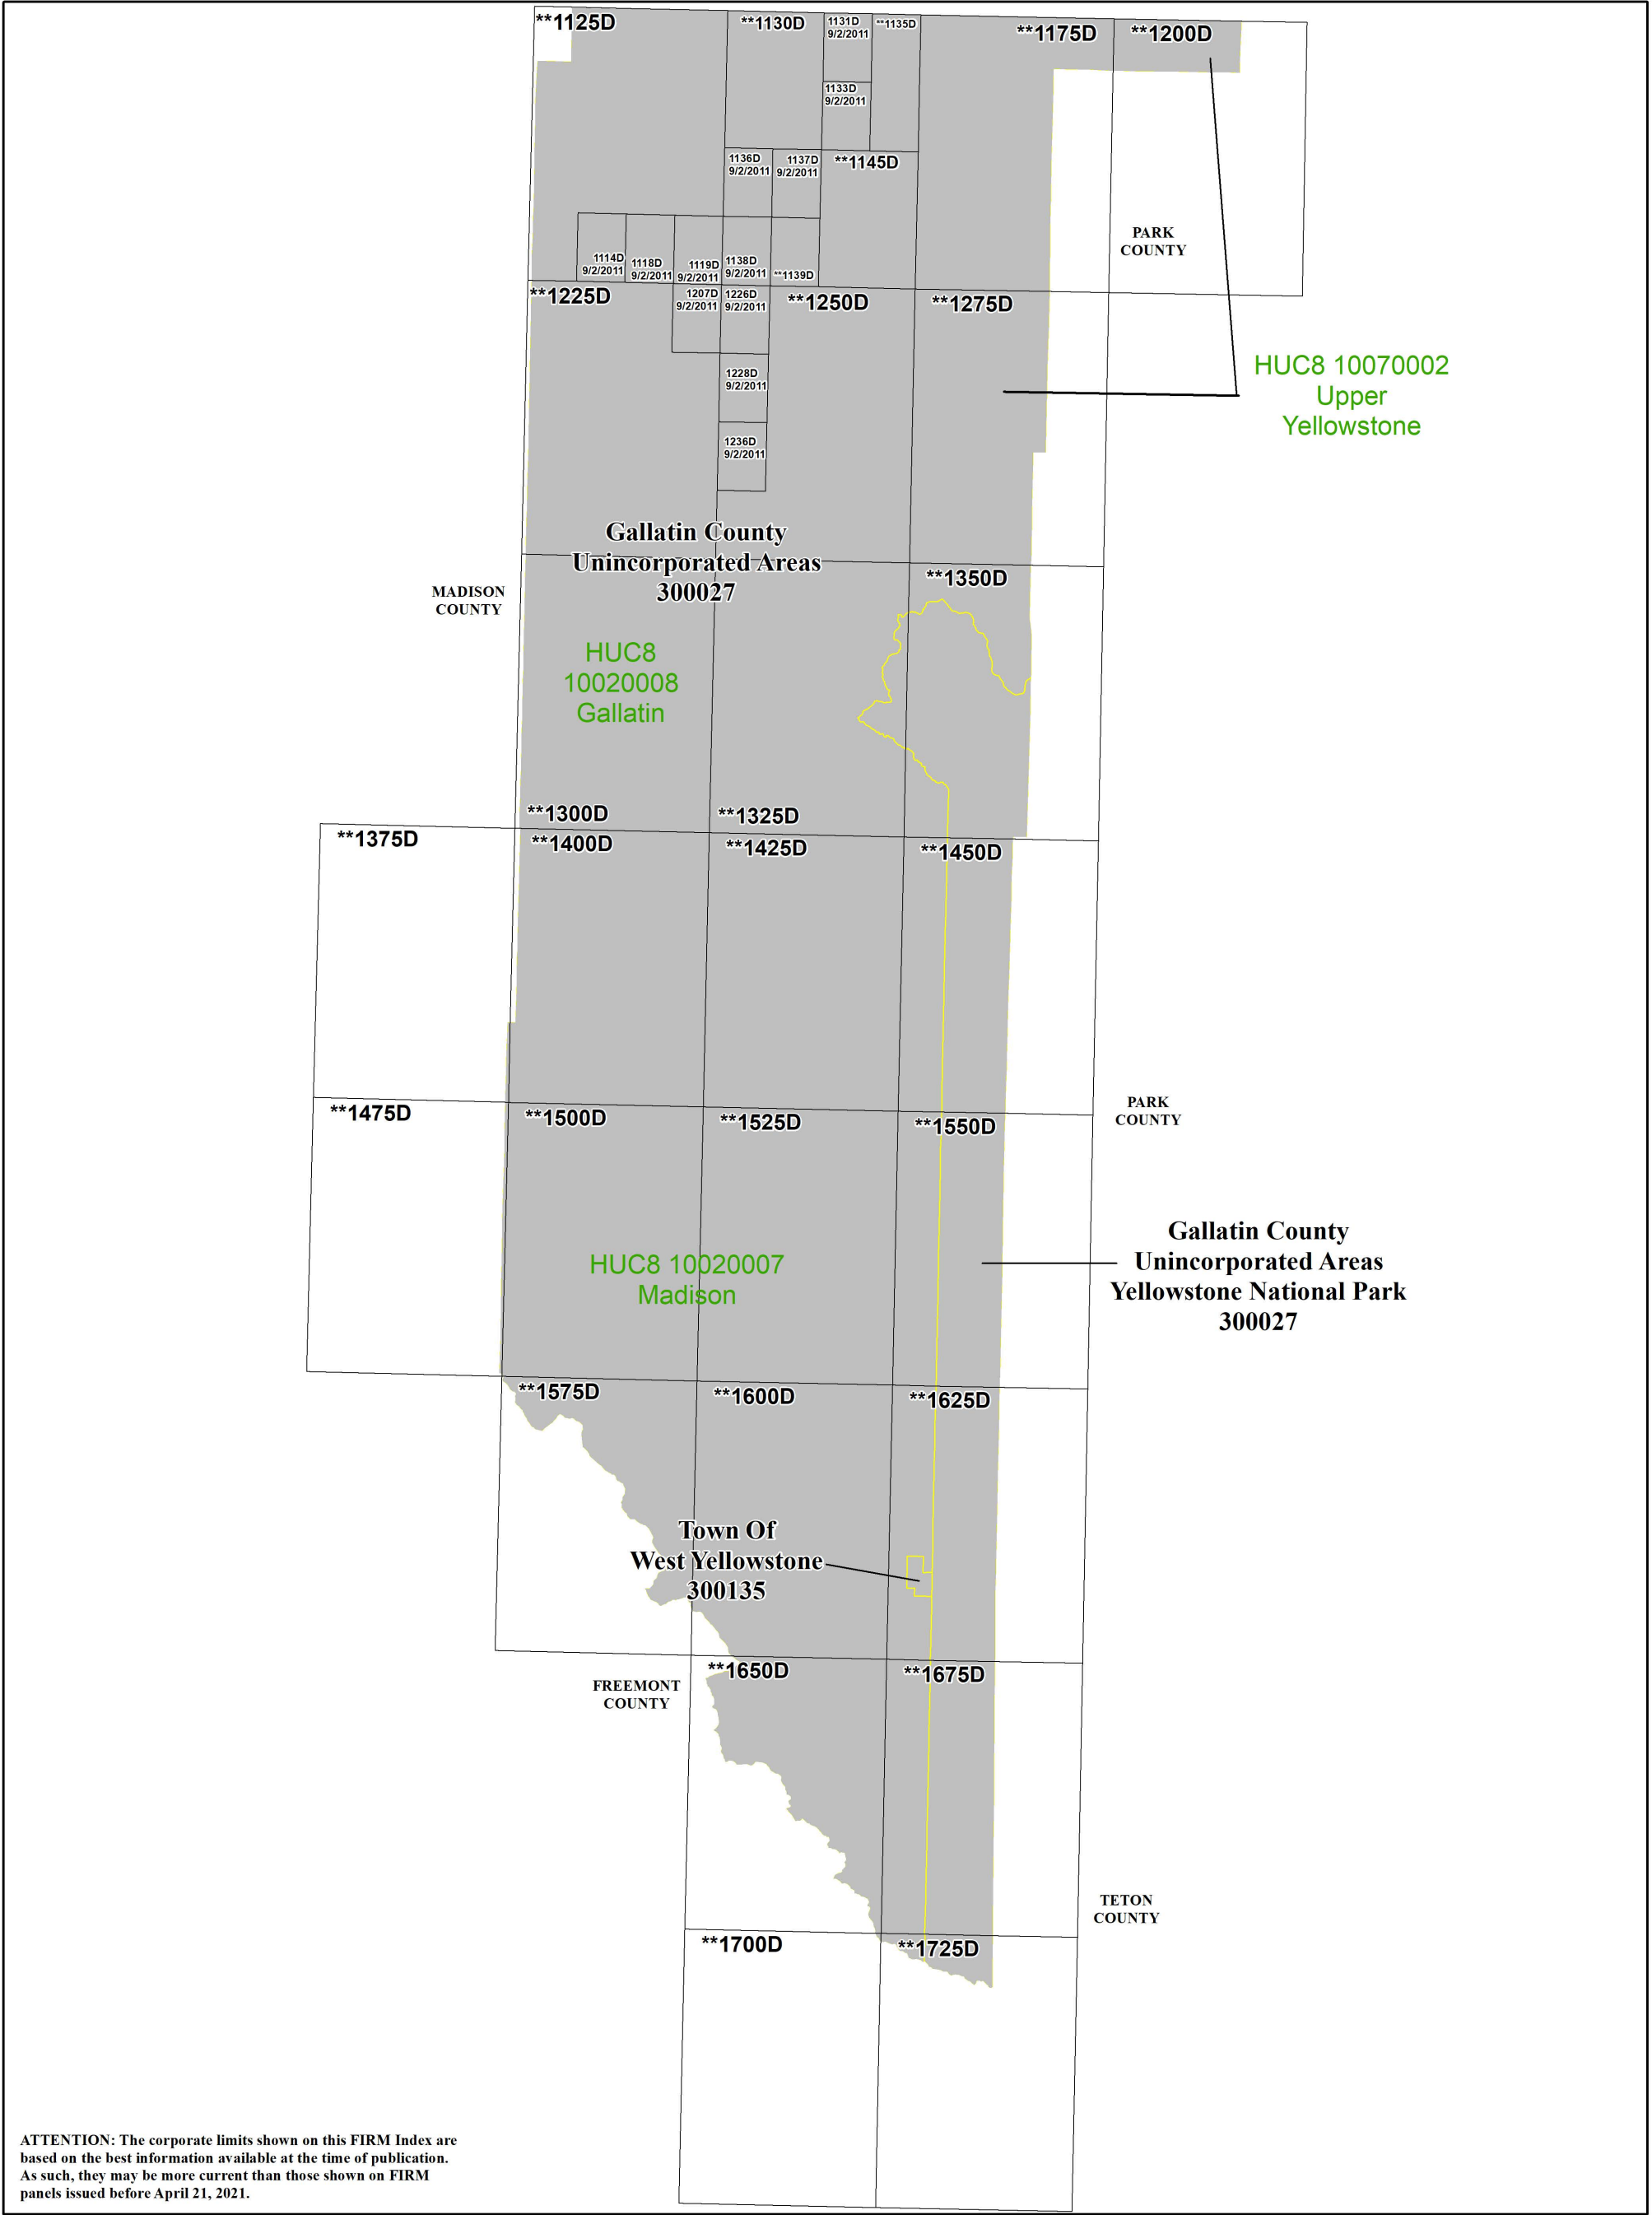 **1125D
**1130D
1131D
9/2/2011
**1135D
**1175D
**1200D
1133D
9/2/2011
1136D
9/2/2011
1137D
9/2/2011
**1145D
PARK
COUNTY
1114D
9/2/2011
1118D
9/2/2011
1119D
9/2/2011
1138D
9/2/2011
**1139D
**1225D
1207D
9/2/2011
1226D
9/2/2011
**1250D
**1275D
HUC8 10070002
Upper
Yellowstone
1228D
9/2/2011
1236D
9/2/2011
Gallatin County
Unincorporated Areas
300027
**1350D
MADISON
COUNTY
HUC8
10020008
Gallatin
**1300D
**1325D
**1375D
**1400D
**1425D
**1450D
**1475D
**1500D
**1525D
**1550D
PARK
COUNTY
Gallatin County
Unincorporated Areas
Yellowstone National Park
300027
HUC8 10020007
Madison
**1575D
**1600D
**1625D
Town Of
West Yellowstone
300135
**1650D
**1675D
FREEMONT
COUNTY
TETON
COUNTY
**1700D
**1725D
ATTENTION: The corporate limits shown on this FIRM Index are
based on the best information available at the time of publication.
As such, they may be more current than those shown on FIRM
panels issued before April 21, 2021.